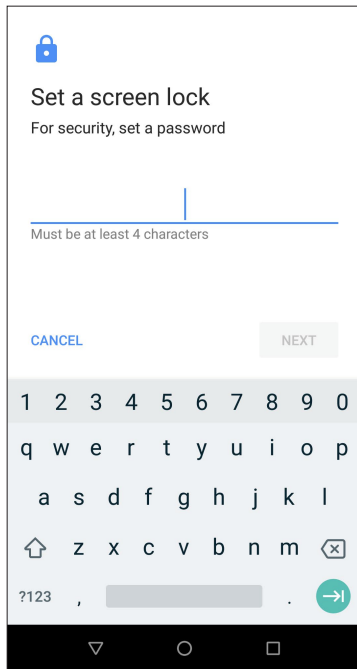 Set a screen lock
For security, set a password
Must be at least 4 characters
CANCEL NEXT
1 2 3 4 5 6 7 8 9 0
q w e r t y u i o p
a s d f g h j k l
z x c v b n m
?123 , .